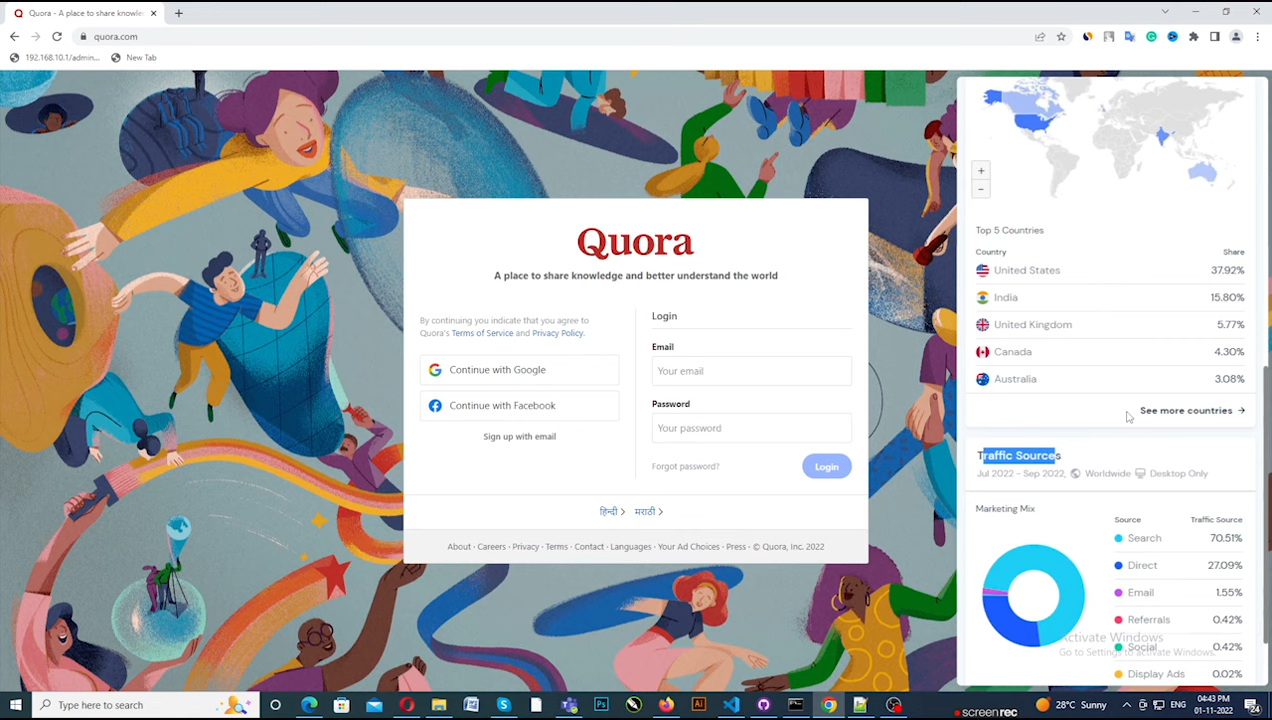 Quora - A place to share knowle
quora.com
192.168.10.1/admin...
New Tab
Quora
A place to share knowledge and better understand the world
By continuing you indicate that you agree to
Quora's Terms of Service and Privacy Policy.
Continue with Google
Continue with Facebook
Sign up with email
Login
Email
Your email
Password
Your password
Forgot password?
Login
हिन्दी
मराठी
About · Careers · Privacy · Terms · Contact · Languages · Your Ad Choices · Press · © Quora, Inc. 2022
+
−
Top 5 Countries
Country Share
United States 37.92%
India 15.80%
United Kingdom 5.77%
Canada 4.30%
Australia 3.08%
See more countries →
Traffic Sources
Jul 2022 - Sep 2022, Worldwide Desktop Only
Marketing Mix
Source Traffic Source
Search 70.51%
Direct 27.09%
Email 1.55%
Referrals 0.42%
Social 0.42%
Display Ads 0.02%
Activate Windows
Go to Settings to activate Windows.
Type here to search
28°C Sunny
ENG
04:43 PM
01-11-2022
24
screenrec